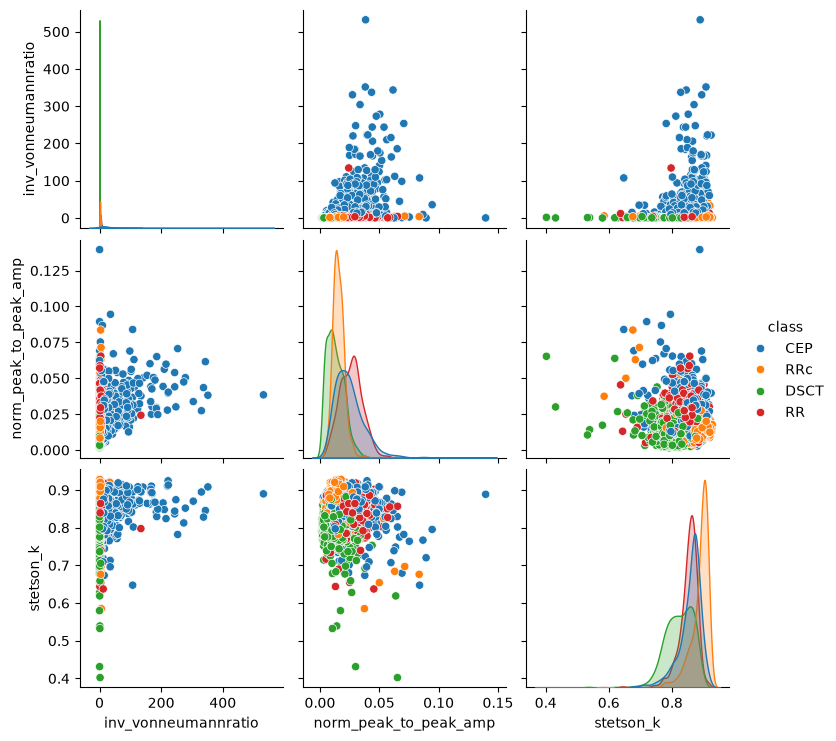 500
400
300
200
100
0
inv_vonneumannratio
0.125
0.100
0.075
0.050
0.025
0.000
norm_peak_to_peak_amp
class
CEP
RRc
DSCT
RR
0.9
0.8
0.7
0.6
0.5
0.4
stetson_k
0 200 400
0.00 0.05 0.10 0.15
0.4 0.6 0.8
inv_vonneumannratio
norm_peak_to_peak_amp
stetson_k